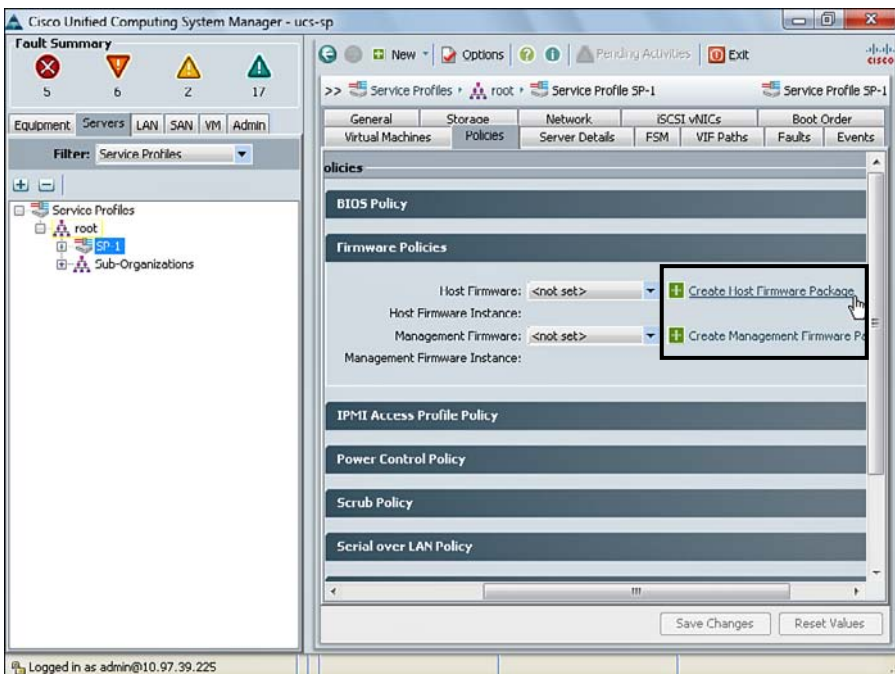 Cisco Unified Computing System Manager - ucs-sp
Fault Summary
5 6 2 17
New Options Pending Activities Exit
CISCO
>> Service Profiles root Service Profile SP-1 Service Profile SP-1
Equipment Servers LAN SAN VM Admin
Filter: Service Profiles
Service Profiles
root
SP-1
Sub-Organizations
General Storage Network iSCSI vNICs Boot Order
Virtual Machines Policies Server Details FSM VIF Paths Faults Events
olicies
BIOS Policy
Firmware Policies
Host Firmware: <not set> Create Host Firmware Package
Host Firmware Instance:
Management Firmware: <not set> Create Management Firmware Pa
Management Firmware Instance:
IPMI Access Profile Policy
Power Control Policy
Scrub Policy
Serial over LAN Policy
Save Changes Reset Values
Logged in as admin@10.97.39.225